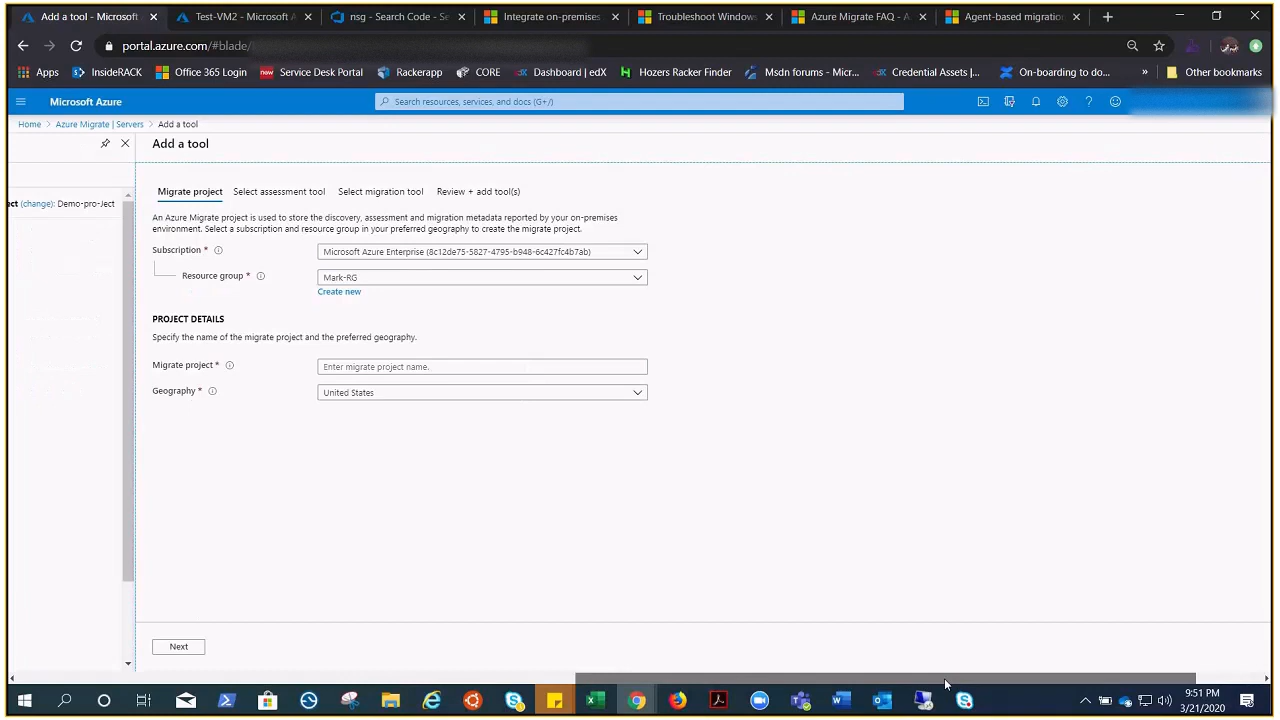 Add a tool - Microsoft
Test-VM2 - Microsoft A
nsg - Search Code - Serv
Integrate on-premises
Troubleshoot Windows
Azure Migrate FAQ - A
Agent-based migratio
portal.azure.com/#blade/
Apps
InsideRACK
Office 365 Login
new
Service Desk Portal
Rackerapp
CORE
Dashboard | edX
Hozers Racker Finder
Msdn forums - Micr...
Credential Assets |...
On-boarding to do...
»
Other bookmarks
Microsoft Azure
Search resources, services, and docs (G+/)
Home > Azure Migrate | Servers > Add a tool
Add a tool
ect (change): Demo-pro-Ject
Migrate project
Select assessment tool
Select migration tool
Review + add tool(s)
An Azure Migrate project is used to store the discovery, assessment and migration metadata reported by your on-premises
environment. Select a subscription and resource group in your preferred geography to create the migrate project.
Subscription *
Microsoft Azure Enterprise (8c12de75-5827-4795-b948-6c427fc4b7ab)
Resource group *
Mark-RG
Create new
PROJECT DETAILS
Specify the name of the migrate project and the preferred geography.
Migrate project *
Enter migrate project name.
Geography *
United States
Next
9:51 PM
3/21/2020